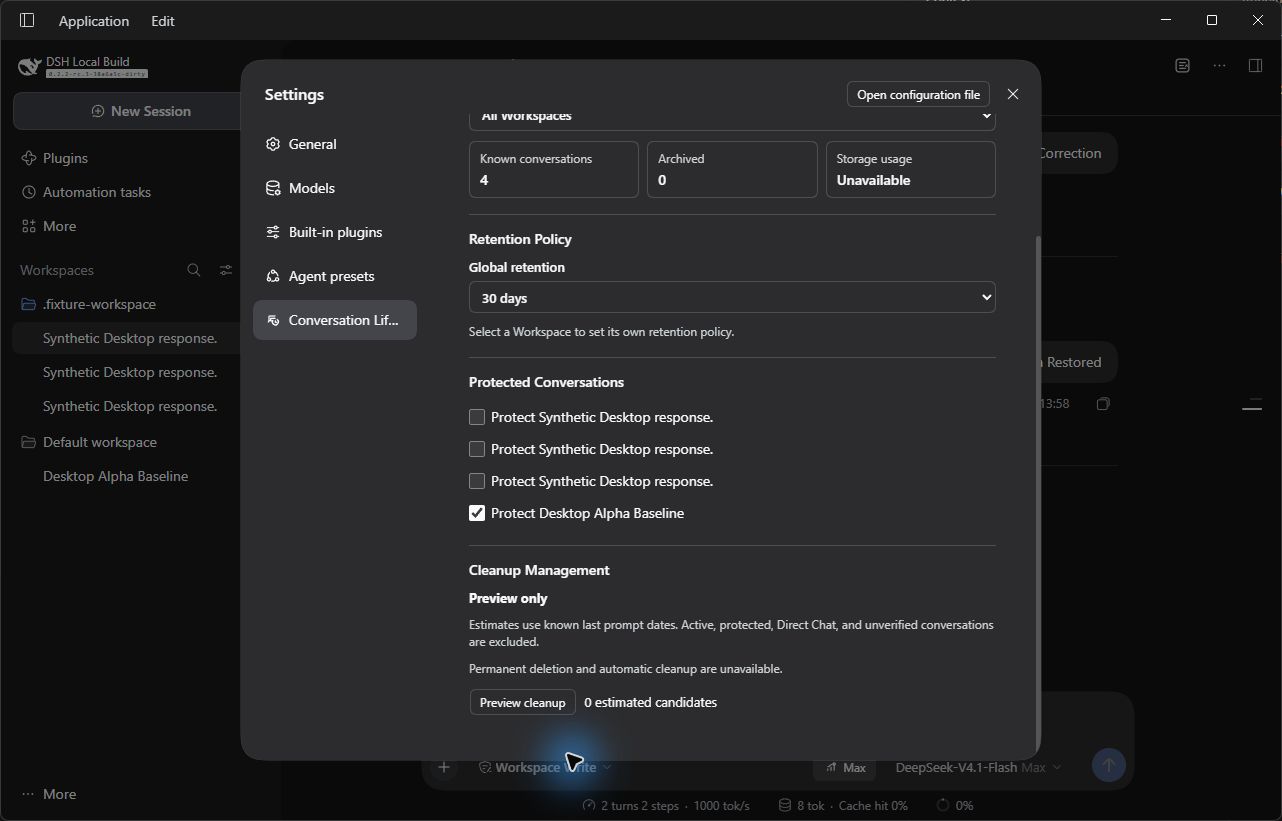 Application
Edit
DSH Local Build
New Session
Plugins
Automation tasks
More
Workspaces
.fixture-workspace
Synthetic Desktop response.
Synthetic Desktop response.
Synthetic Desktop response.
Default workspace
Desktop Alpha Baseline
More
Settings
Open configuration file
General
Models
Built-in plugins
Agent presets
Conversation Lif...
All Workspaces
Known conversations
4
Archived
0
Storage usage
Unavailable
Retention Policy
Global retention
30 days
Select a Workspace to set its own retention policy.
Protected Conversations
Protect Synthetic Desktop response.
Protect Synthetic Desktop response.
Protect Synthetic Desktop response.
Protect Desktop Alpha Baseline
Cleanup Management
Preview only
Estimates use known last prompt dates. Active, protected, Direct Chat, and unverified conversations
are excluded.
Permanent deletion and automatic cleanup are unavailable.
Preview cleanup
0 estimated candidates
Correction
Restored
13:58
Workspace Write
Max
DeepSeek-V4.1-Flash Max
2 turns 2 steps · 1000 tok/s
8 tok · Cache hit 0%
0%